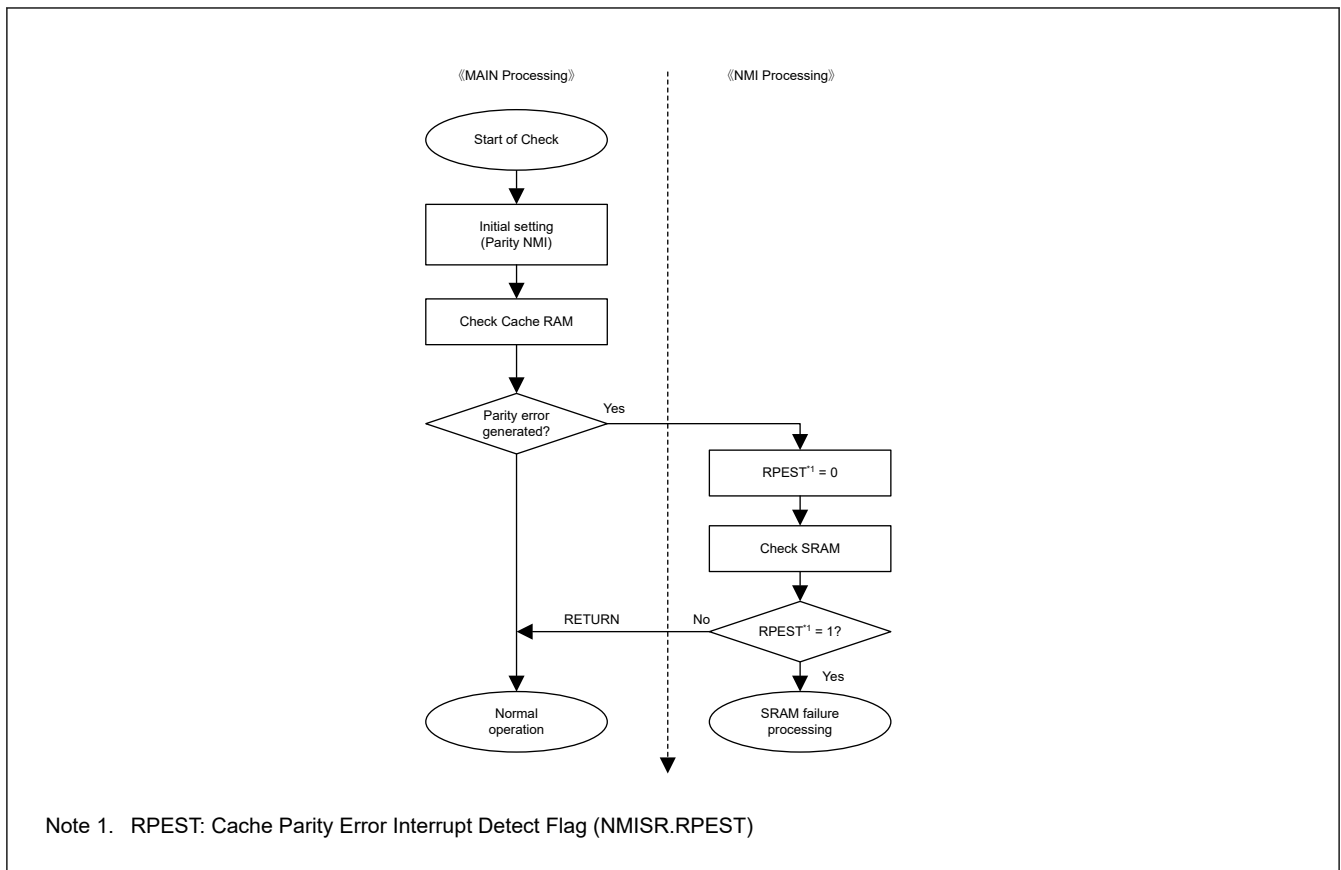 《MAIN Processing》
《NMI Processing》
Start of Check
Initial setting
(Parity NMI)
Check Cache RAM
Parity error
generated?
Yes
RPEST*1 = 0
Check SRAM
RPEST*1 = 1?
No
RETURN
Yes
Normal
operation
SRAM failure
processing
Note 1. RPEST: Cache Parity Error Interrupt Detect Flag (NMISR.RPEST)